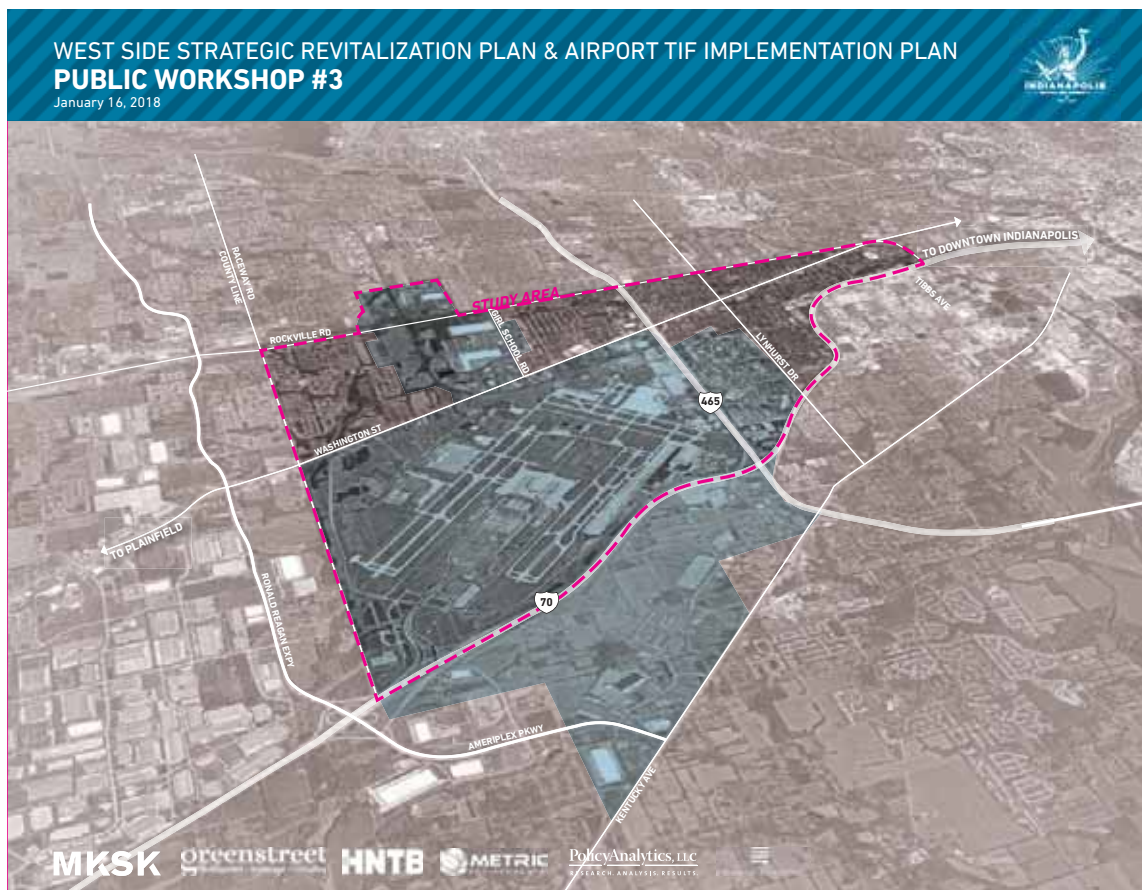 WEST SIDE STRATEGIC REVITALIZATION PLAN & AIRPORT TIF IMPLEMENTATION PLAN
PUBLIC WORKSHOP #3
January 16, 2018
INDIANAPOLIS
TO DOWNTOWN INDIANAPOLIS
RACEWAY RD
COUNTY LINE
STUDY AREA
TIBBS AVE
GIRL SCHOOL RD
ROCKVILLE RD
LYNHURST DR
465
WASHINGTON ST
TO PLAINFIELD
70
RONALD REAGAN EXPY
AMERIPLEX PKWY
KENTUCKY AVE
MKSK
greenstreet
HNTB
METRIC
PolicyAnalytics, LLC
RESEARCH. ANALYSIS. RESULTS.